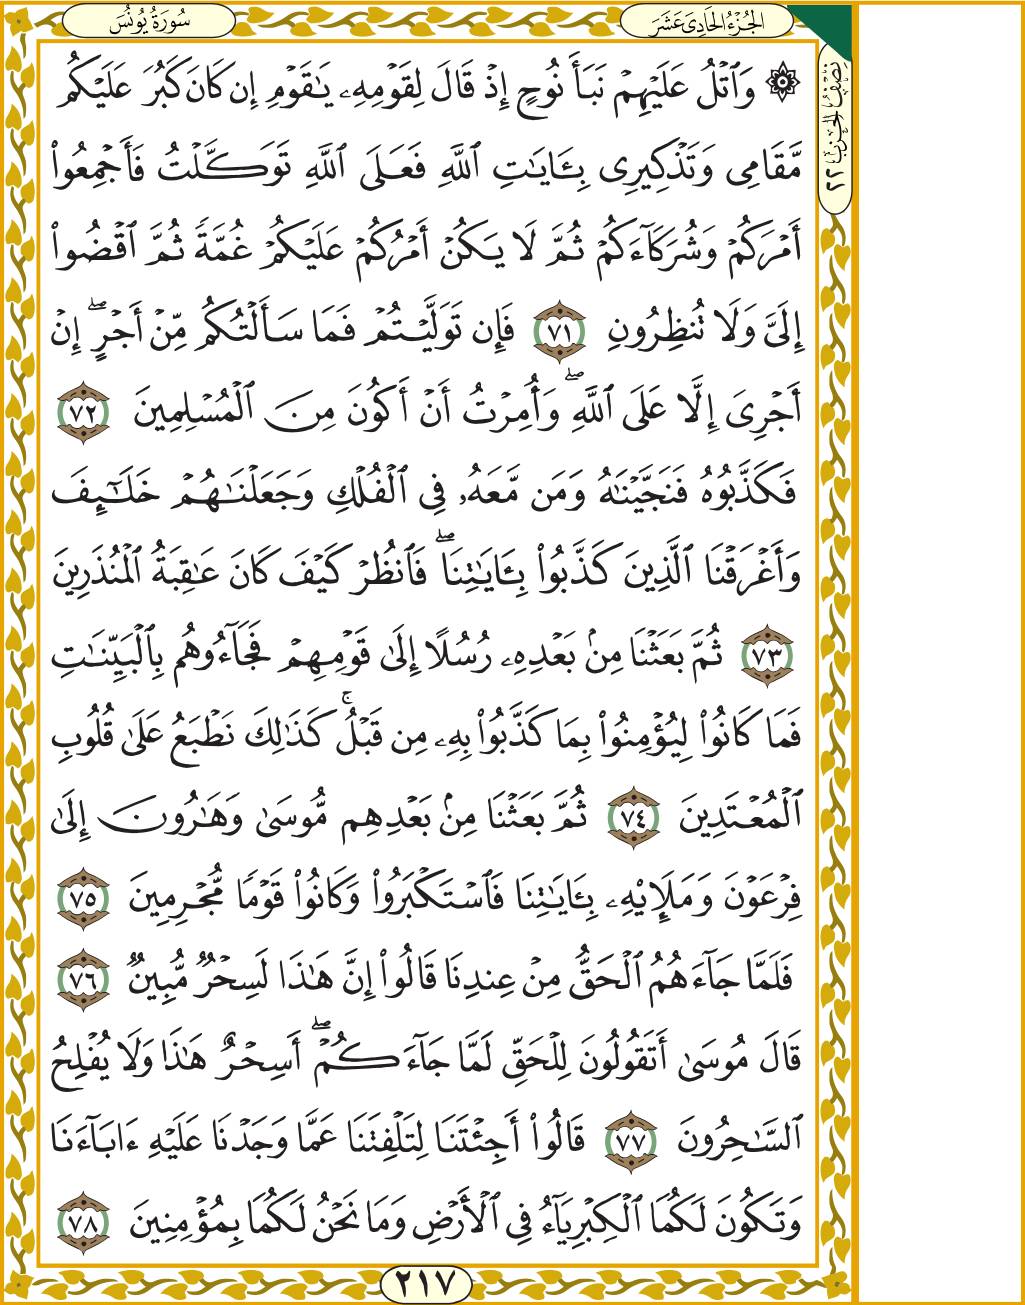 سُورَةُ يُونُسَ
الجُزْءُ الحَادِيَ عَشَرَ
نِصْفُ الحِزْبِ ٢٢
۞ وَٱتْلُ عَلَيْهِمْ نَبَأَ نُوحٍ إِذْ قَالَ لِقَوْمِهِۦ يَٰقَوْمِ إِن كَانَ كَبُرَ عَلَيْكُم
مَّقَامِى وَتَذْكِيرِى بِـَٔايَٰتِ ٱللَّهِ فَعَلَى ٱللَّهِ تَوَكَّلْتُ فَأَجْمِعُوا۟
أَمْرَكُمْ وَشُرَكَآءَكُمْ ثُمَّ لَا يَكُنْ أَمْرُكُمْ عَلَيْكُمْ غُمَّةً ثُمَّ ٱقْضُوٓا۟
إِلَىَّ وَلَا تُنظِرُونِ ٧١ فَإِن تَوَلَّيْتُمْ فَمَا سَأَلْتُكُم مِّنْ أَجْرٍ ۖ إِنْ
أَجْرِىَ إِلَّا عَلَى ٱللَّهِ ۖ وَأُمِرْتُ أَنْ أَكُونَ مِنَ ٱلْمُسْلِمِينَ ٧٢
فَكَذَّبُوهُ فَنَجَّيْنَٰهُ وَمَن مَّعَهُۥ فِى ٱلْفُلْكِ وَجَعَلْنَٰهُمْ خَلَٰٓئِفَ
وَأَغْرَقْنَا ٱلَّذِينَ كَذَّبُوا۟ بِـَٔايَٰتِنَا ۖ فَٱنظُرْ كَيْفَ كَانَ عَٰقِبَةُ ٱلْمُنذَرِينَ
٧٣ ثُمَّ بَعَثْنَا مِنۢ بَعْدِهِۦ رُسُلًا إِلَىٰ قَوْمِهِمْ فَجَآءُوهُم بِٱلْبَيِّنَٰتِ
فَمَا كَانُوا۟ لِيُؤْمِنُوا۟ بِمَا كَذَّبُوا۟ بِهِۦ مِن قَبْلُ ۚ كَذَٰلِكَ نَطْبَعُ عَلَىٰ قُلُوبِ
ٱلْمُعْتَدِينَ ٧٤ ثُمَّ بَعَثْنَا مِنۢ بَعْدِهِم مُّوسَىٰ وَهَٰرُونَ إِلَىٰ
فِرْعَوْنَ وَمَلَإِي۟هِۦ بِـَٔايَٰتِنَا فَٱسْتَكْبَرُوا۟ وَكَانُوا۟ قَوْمًا مُّجْرِمِينَ ٧٥
فَلَمَّا جَآءَهُمُ ٱلْحَقُّ مِنْ عِندِنَا قَالُوٓا۟ إِنَّ هَٰذَا لَسِحْرٌ مُّبِينٌ ٧٦
قَالَ مُوسَىٰٓ أَتَقُولُونَ لِلْحَقِّ لَمَّا جَآءَكُمْ ۖ أَسِحْرٌ هَٰذَا وَلَا يُفْلِحُ
ٱلسَّٰحِرُونَ ٧٧ قَالُوٓا۟ أَجِئْتَنَا لِتَلْفِتَنَا عَمَّا وَجَدْنَا عَلَيْهِ ءَابَآءَنَا
وَتَكُونَ لَكُمَا ٱلْكِبْرِيَآءُ فِى ٱلْأَرْضِ وَمَا نَحْنُ لَكُمَا بِمُؤْمِنِينَ ٧٨
٢١٧